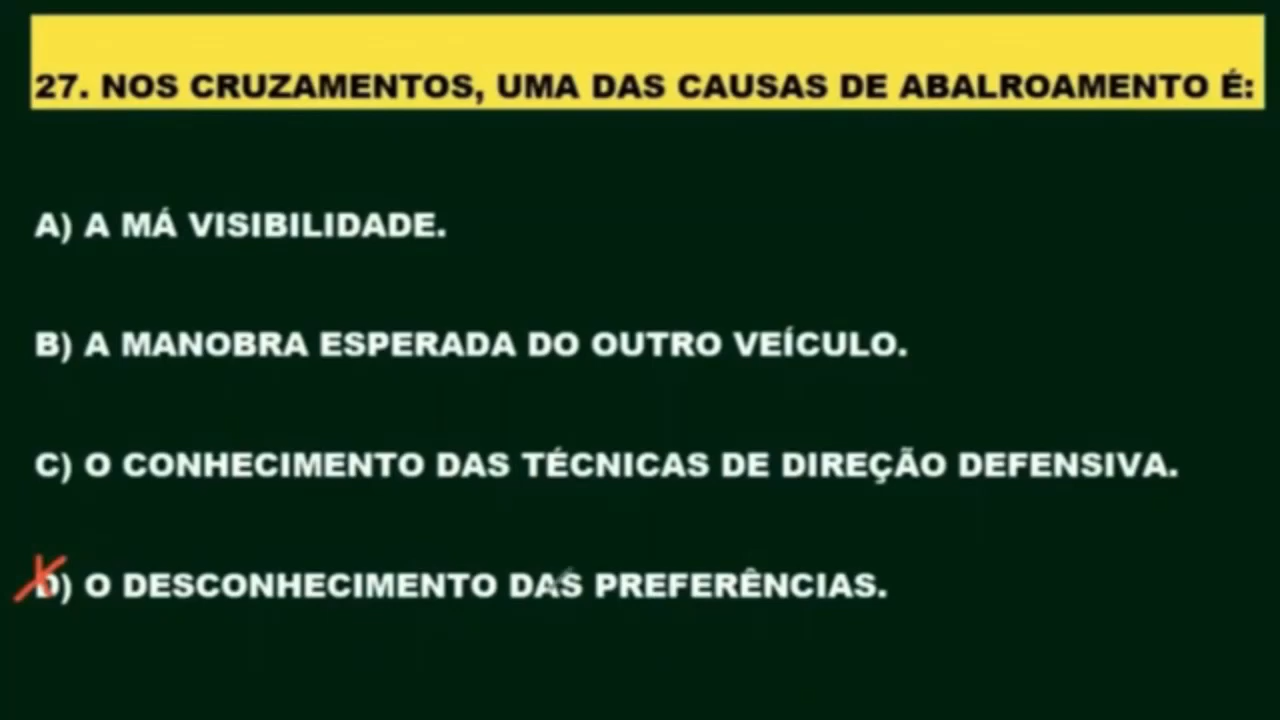 27. NOS CRUZAMENTOS, UMA DAS CAUSAS DE ABALROAMENTO É:
A) A MÁ VISIBILIDADE.
B) A MANOBRA ESPERADA DO OUTRO VEÍCULO.
C) O CONHECIMENTO DAS TÉCNICAS DE DIREÇÃO DEFENSIVA.
D) O DESCONHECIMENTO DAS PREFERÊNCIAS.